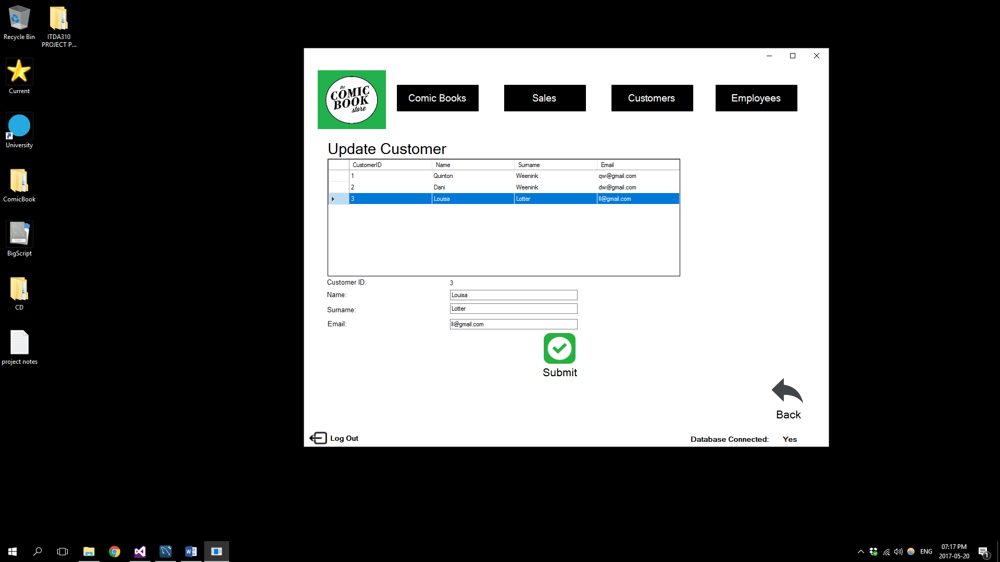 Recycle Bin
ITDA310
PROJECT P...
Current
University
ComicBook
BigScript
CD
project notes
the
COMIC
BOOK
store
Comic Books
Sales
Customers
Employees
Update Customer
CustomerID Name Surname Email
1 Quinton Weenink qw@gmail.com
2 Dani Weenink dw@gmail.com
3 Louisa Lotter ll@gmail.com
Customer ID: 3
Name: Louisa
Surname: Lotter
Email: ll@gmail.com
Submit
Back
Log Out
Database Connected: Yes
ENG
07:17 PM
2017-05-20
1